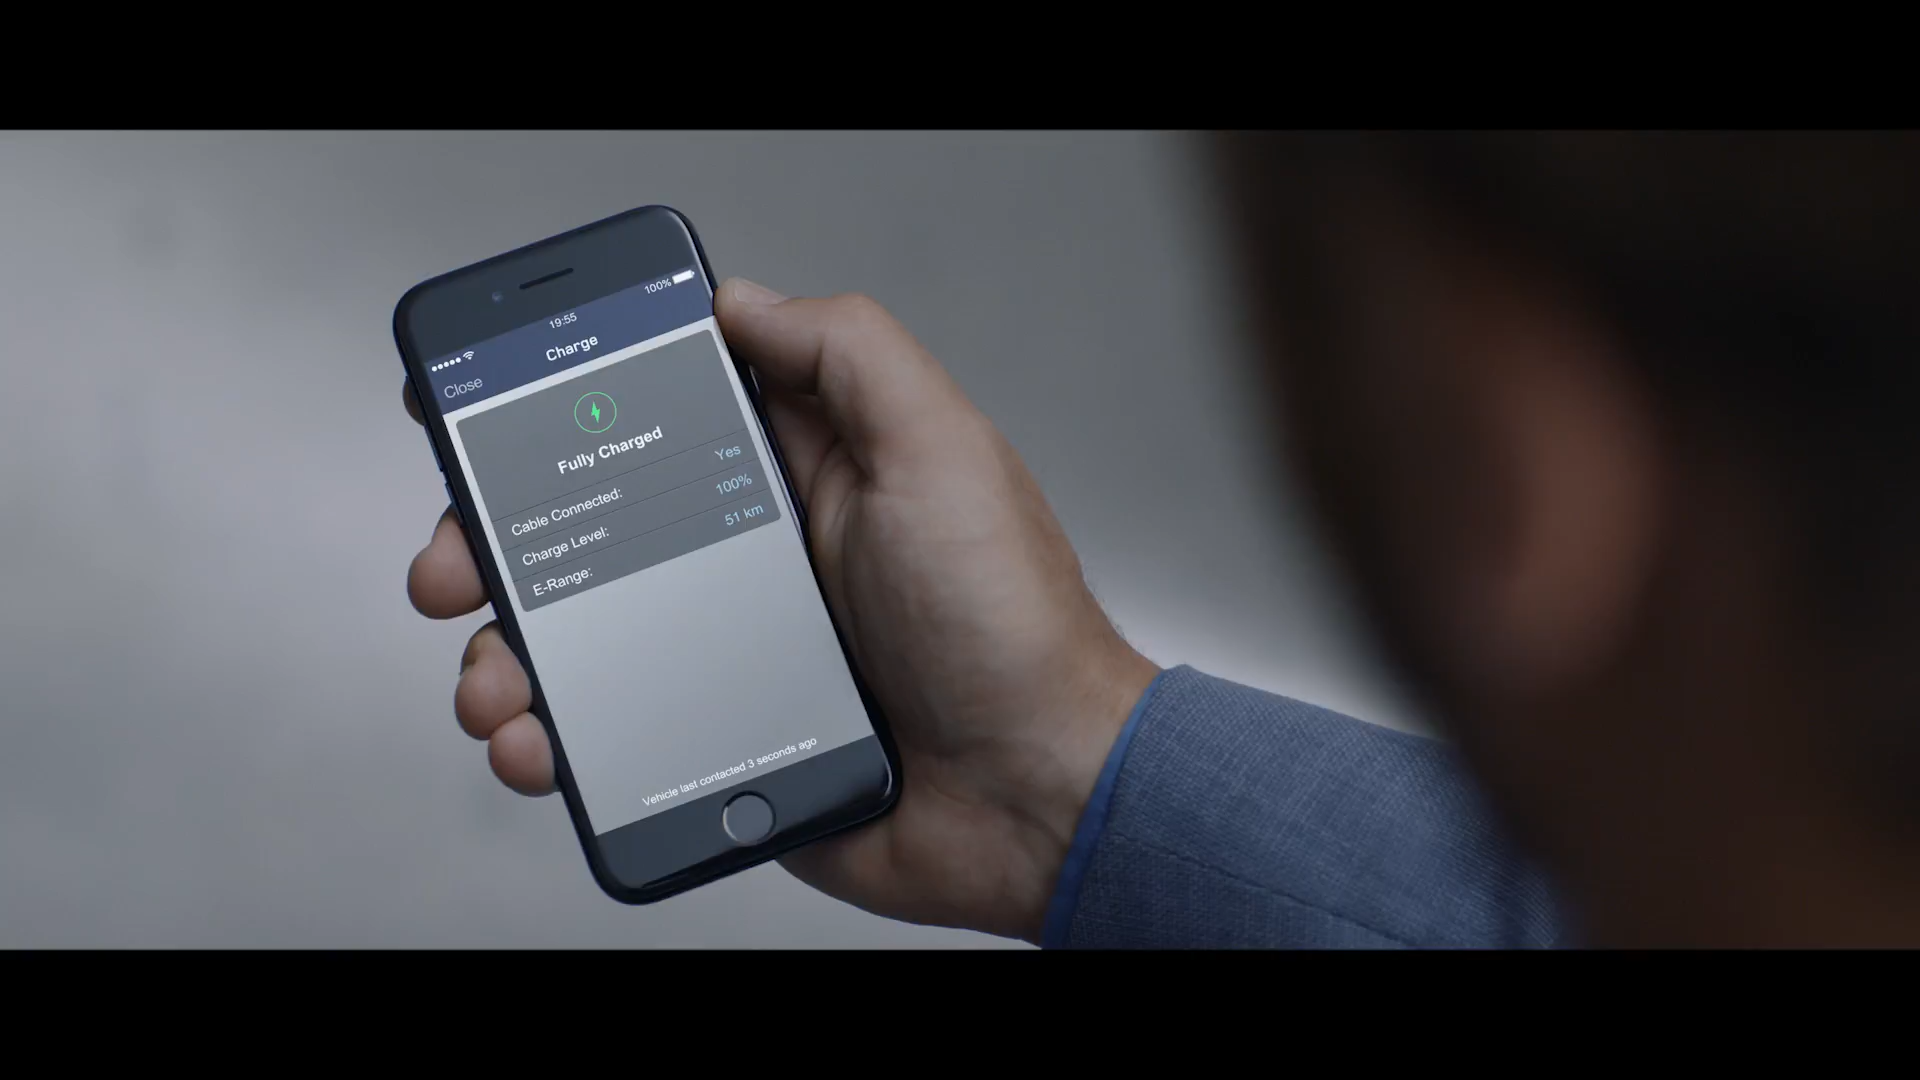 100%
19:55
Charge
Close
Fully Charged
Cable Connected: Yes
Charge Level: 100%
E-Range: 51 km
Vehicle last contacted 3 seconds ago